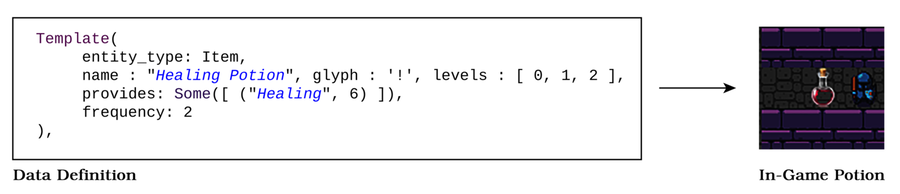 Template(
entity_type: Item,
name : "Healing Potion", glyph : '!', levels : [ 0, 1, 2 ],
provides: Some([ ("Healing", 6) ]),
frequency: 2
),
Data Definition
In-Game Potion